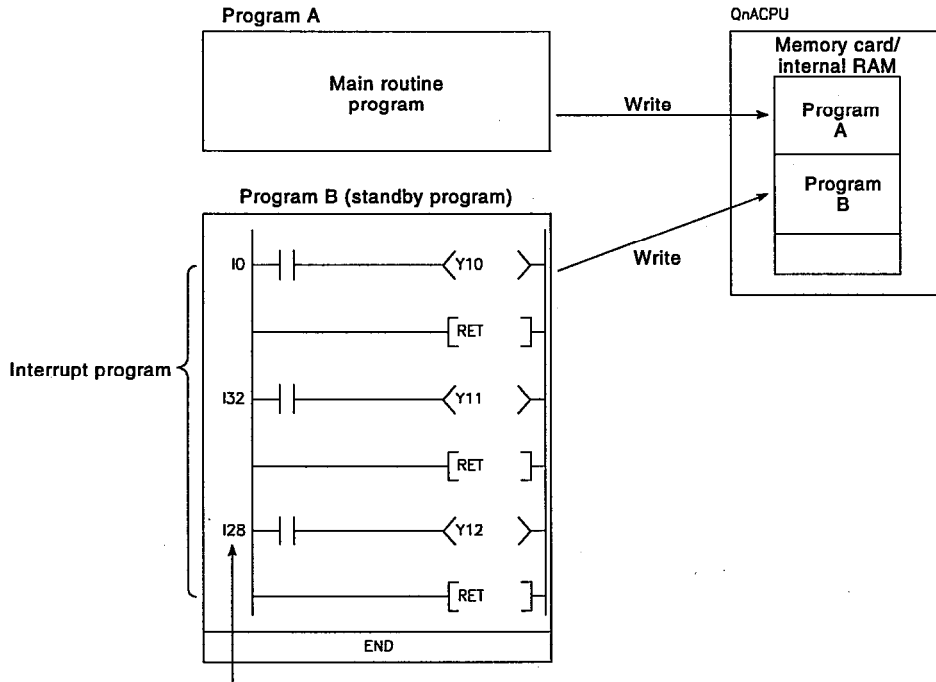 Program A
Main routine
program
Write
QnACPU
Memory card/
internal RAM
Program
A
Program
B
Program B (standby program)
Write
Interrupt program
I0
Y10
RET
I32
Y11
RET
I28
Y12
RET
END